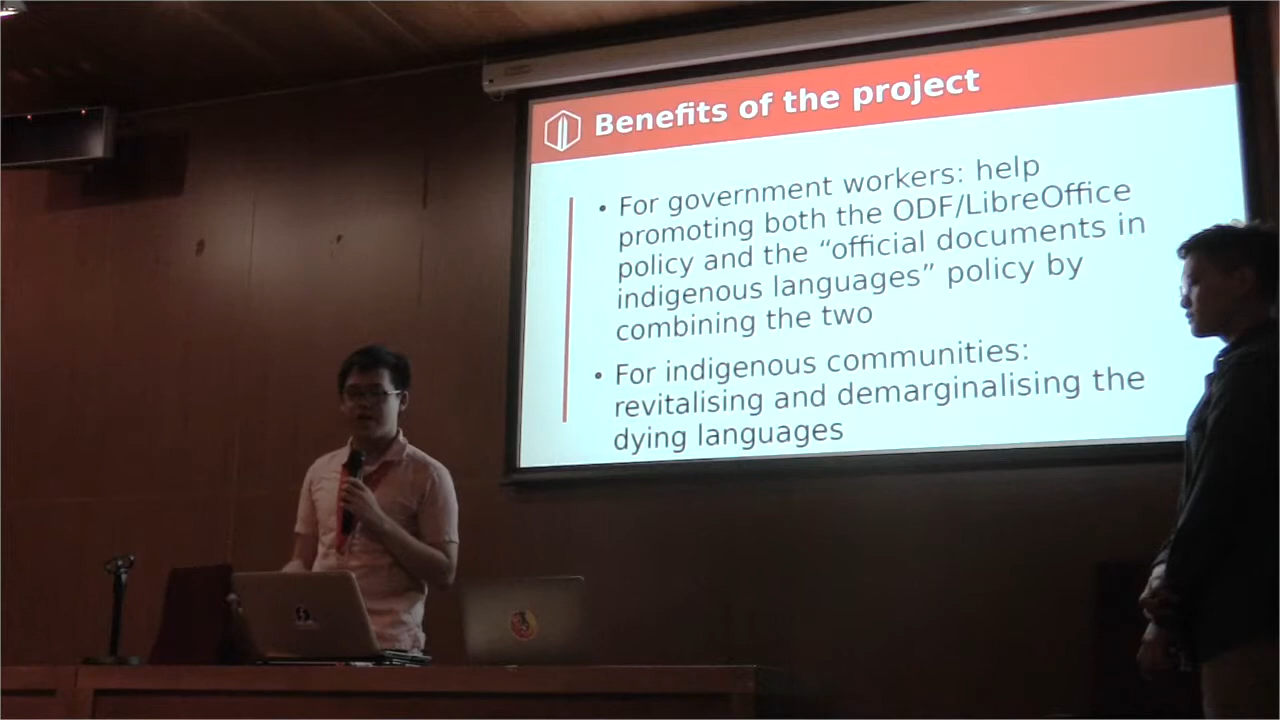 Benefits of the project
• For government workers: help
promoting both the ODF/LibreOffice
policy and the “official documents in
indigenous languages” policy by
combining the two
• For indigenous communities:
revitalising and demarginalising the
dying languages